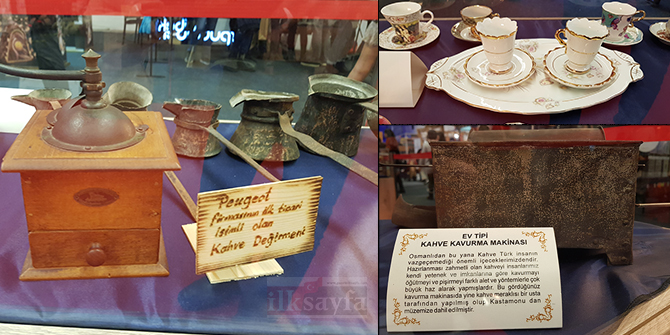 Peugeot
firmasının ilk ticari
İsimli olan
Kahve Değirmeni
ilksayfa
EV TİPİ
KAHVE KAVURMA MAKİNASI
Osmanlıdan bu yana Kahve Türk insanın
vazgeçemediği önemli içeceklerimizdendir.
Hazırlanması zahmetli olan kahveyi insanlarımız
kendi yetenek ve imkanlarına göre kavurmayı
öğütmeyi ve pişirmeyi farklı alet ve yöntemlerle çok
büyük haz alarak yapmışlardır. Bu gördüğünüz
kavurma makinasıda yine kahve meraklısı bir usta
tarafından yapılmış olup Kastamonu dan
müzemize dahil edilmiştir.